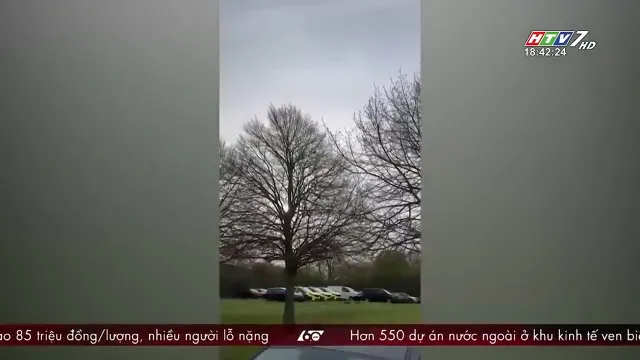 HTV7 HD
18:42:24
ao 85 triệu đồng/lượng, nhiều người lỗ nặng 60 Hơn 550 dự án nước ngoài ở khu kinh tế ven biể